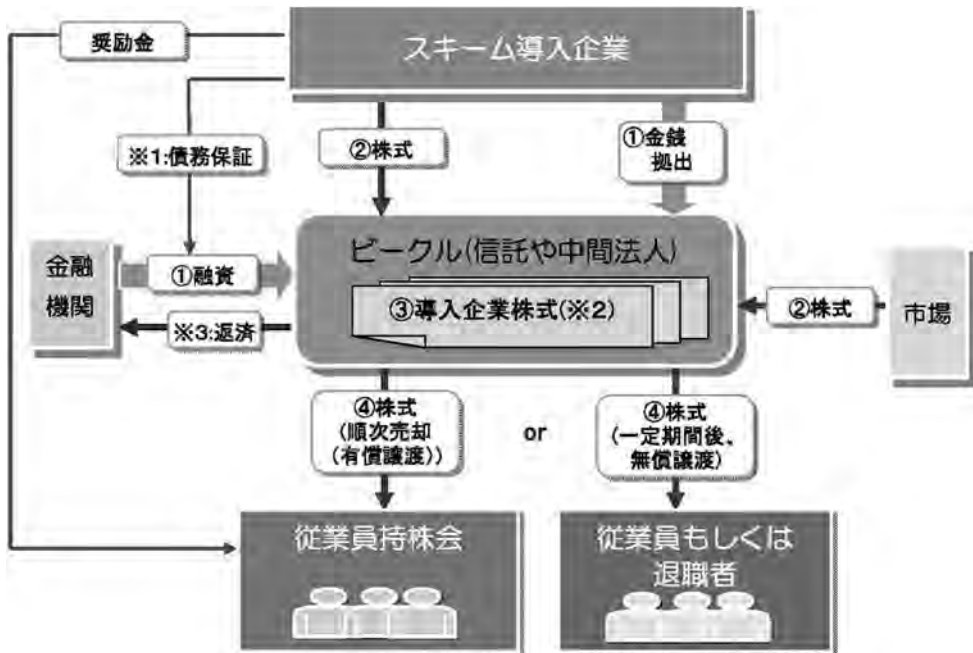 奨励金
スキーム導入企業
※1:債務保証
②株式
①金銭
拠出
ビークル(信託や中間法人)
金融
機関
①融資
③導入企業株式(※2)
②株式
市場
※3:返済
④株式
(順次売却
(有償譲渡))
or
④株式
(一定期間後、
無償譲渡)
従業員持株会
従業員もしくは
退職者